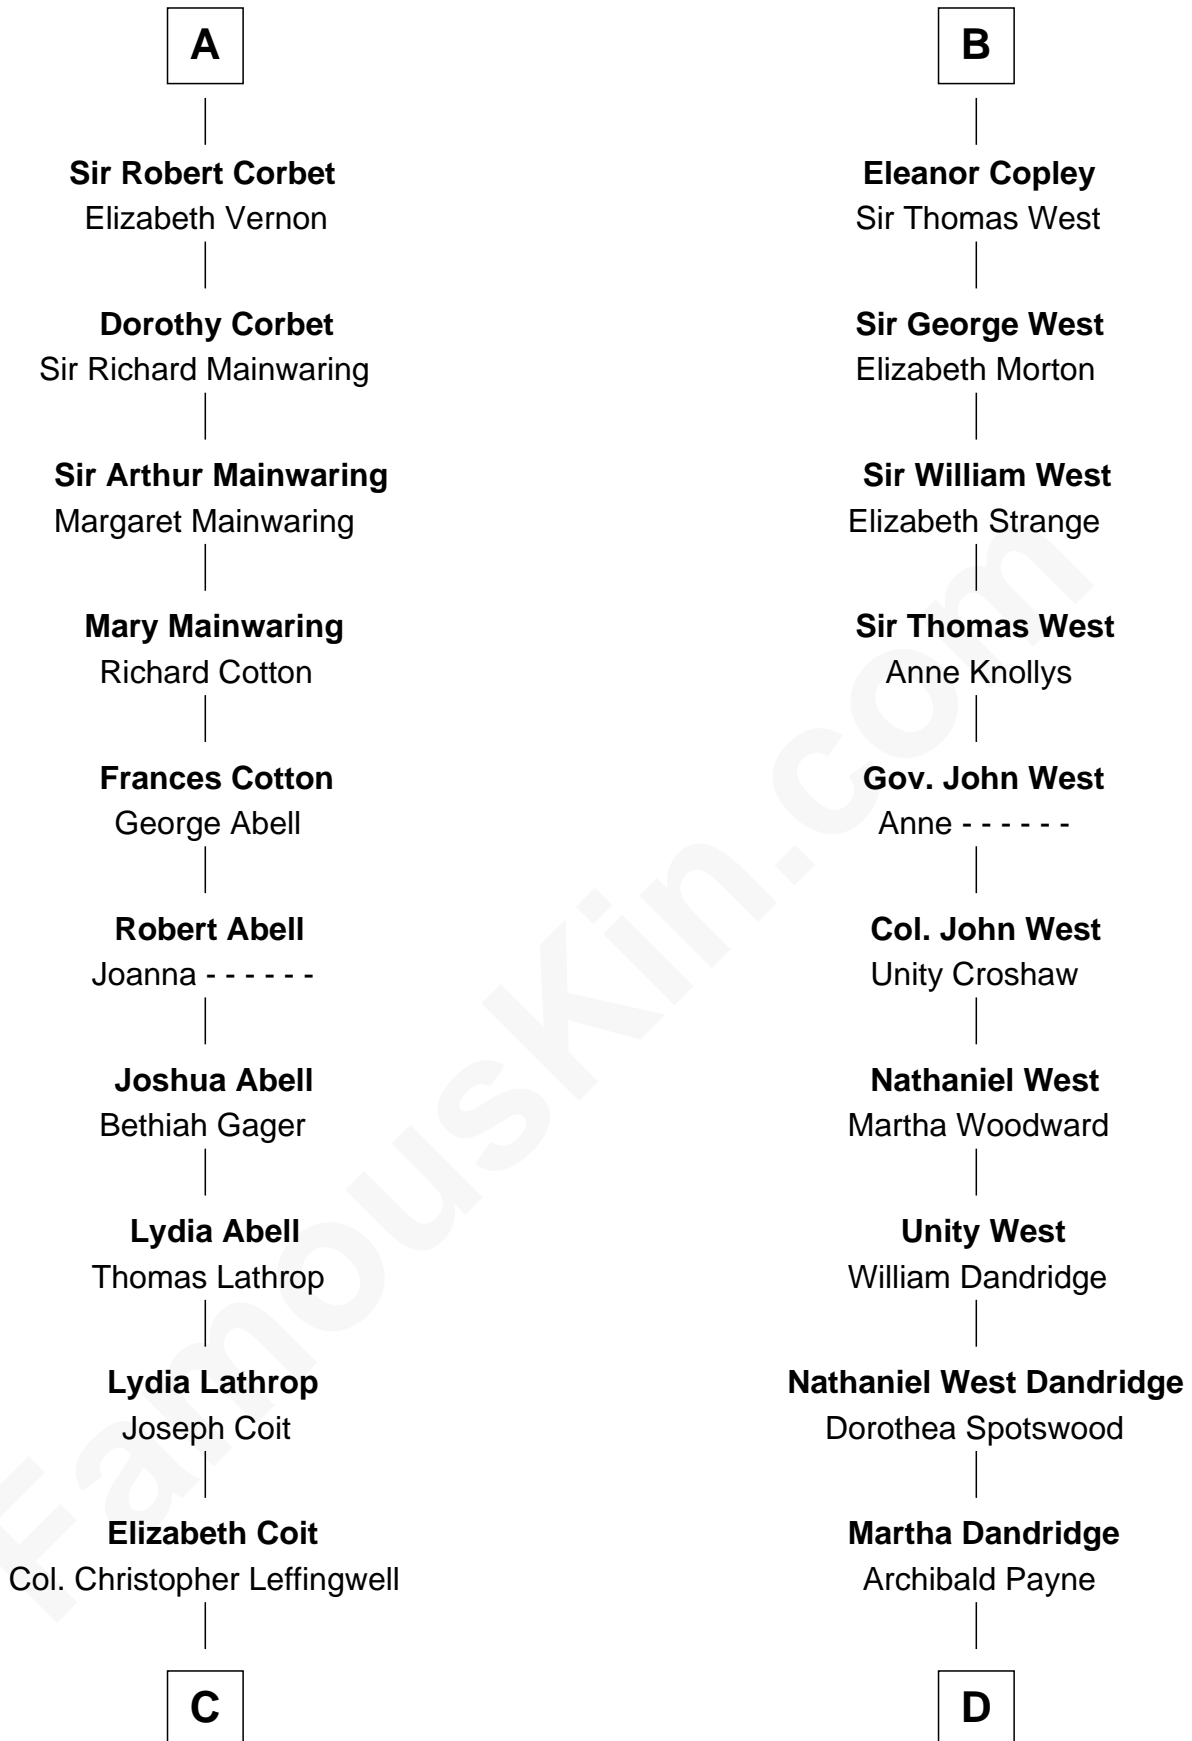 A
Sir Robert Corbet
Elizabeth Vernon
Dorothy Corbet
Sir Richard Mainwaring
Sir Arthur Mainwaring
Margaret Mainwaring
Mary Mainwaring
Richard Cotton
Frances Cotton
George Abell
Robert Abell
Joanna - - - - - -
Joshua Abell
Bethiah Gager
Lydia Abell
Thomas Lathrop
Lydia Lathrop
Joseph Coit
Elizabeth Coit
Col. Christopher Leffingwell
C
B
Eleanor Copley
Sir Thomas West
Sir George West
Elizabeth Morton
Sir William West
Elizabeth Strange
Sir Thomas West
Anne Knollys
Gov. John West
Anne - - - - - -
Col. John West
Unity Croshaw
Nathaniel West
Martha Woodward
Unity West
William Dandridge
Nathaniel West Dandridge
Dorothea Spotswood
Martha Dandridge
Archibald Payne
D
FamousKin.com